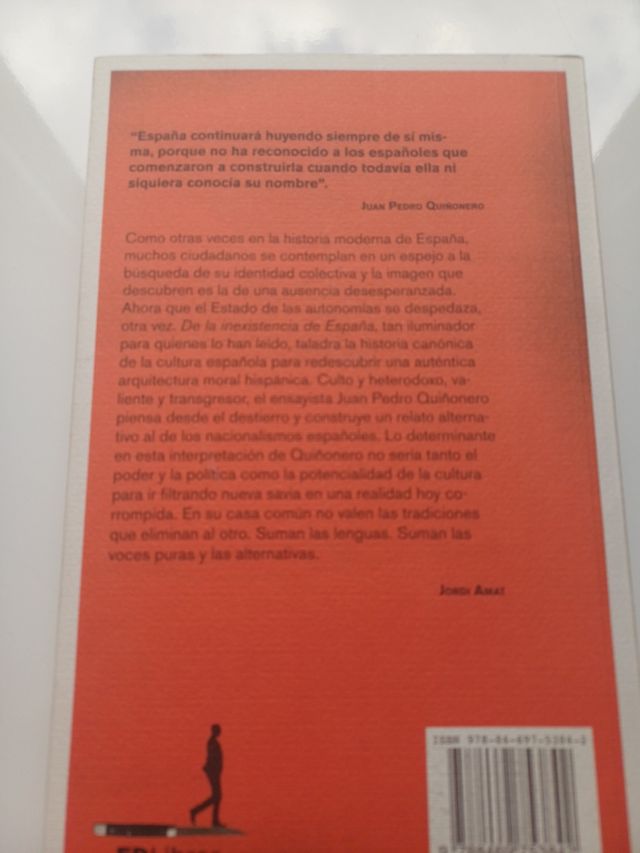 “España continuará huyendo siempre de sí mis-
ma, porque no ha reconocido a los españoles que
comenzaron a construirla cuando todavía ella ni
siquiera conocía su nombre”.
JUAN PEDRO QUIÑONERO
Como otras veces en la historia moderna de España,
muchos ciudadanos se contemplan en un espejo a la
búsqueda de su identidad colectiva y la imagen que
descubren es la de una ausencia desesperanzada.
Ahora que el Estado de las autonomías se despedaza,
otra vez. De la inexistencia de España, tan iluminador
para quienes lo han leído, taladra la historia canónica
de la cultura española para redescubrir una auténtica
arquitectura moral hispánica. Culto y heterodoxo, va-
liente y transgresor, el ensayista Juan Pedro Quiñonero
piensa desde el destierro y construye un relato alterna-
tivo al de los nacionalismos españoles. Lo determinante
en esta interpretación de Quiñonero no sería tanto el
poder y la política como la potencialidad de la cultura
para ir filtrando nueva savia en una realidad hoy co-
rrompida. En su casa común no valen las tradiciones
que eliminan al otro. Suman las lenguas. Suman las
voces puras y las alternativas.
JORDI AMAT
ISBN 978-84-697-5386-3